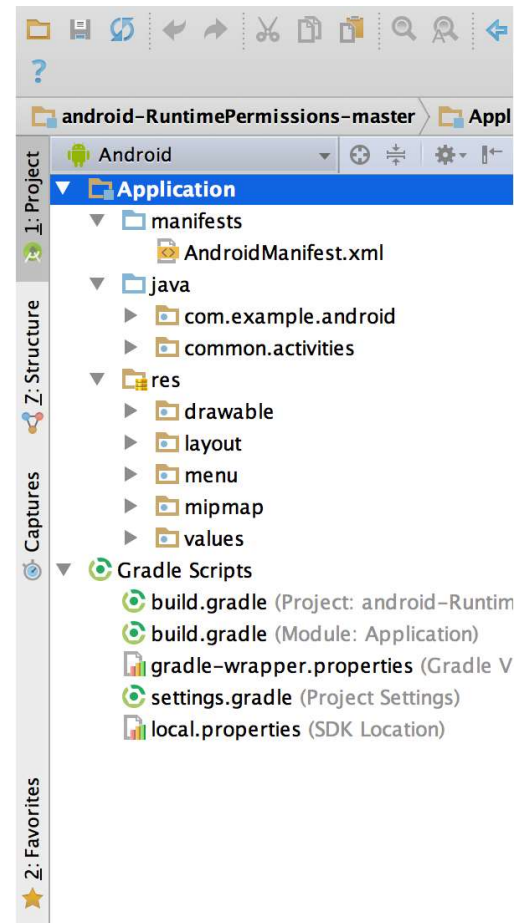 ?
android-RuntimePermissions-master
Appl
Android
1: Project
Application
manifests
AndroidManifest.xml
java
com.example.android
common.activities
Z: Structure
res
drawable
layout
menu
mipmap
values
Captures
Gradle Scripts
build.gradle (Project: android-Runtim
build.gradle (Module: Application)
gradle-wrapper.properties (Gradle V
settings.gradle (Project Settings)
local.properties (SDK Location)
2: Favorites